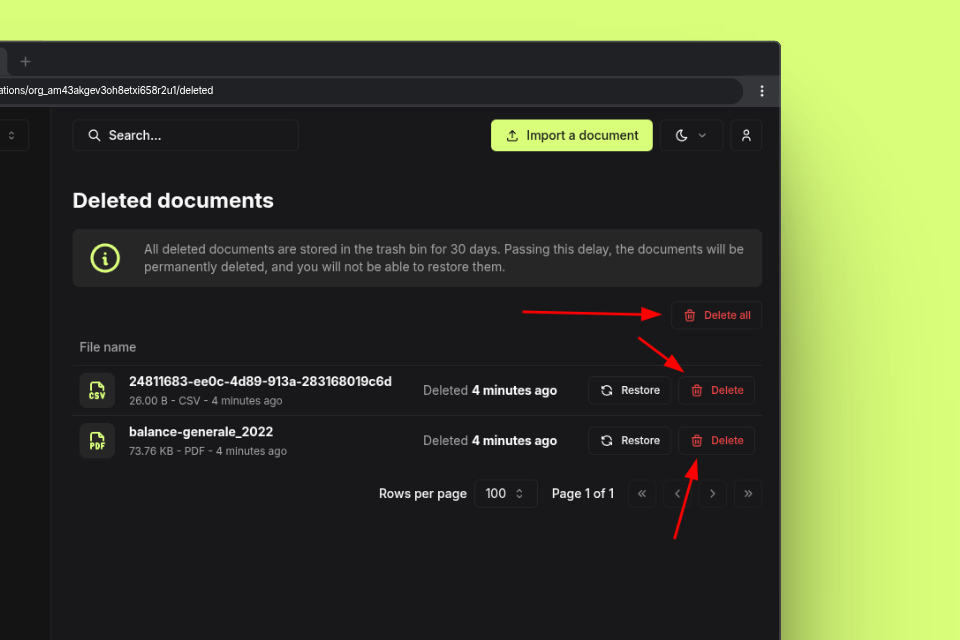 ations/org_am43akgev3oh8etxi658r2u1/deleted
Search...
Import a document
Deleted documents
All deleted documents are stored in the trash bin for 30 days. Passing this delay, the documents will be
permanently deleted, and you will not be able to restore them.
Delete all
File name
CSV
24811683-ee0c-4d89-913a-283168019c6d
26.00 B - CSV - 4 minutes ago
Deleted 4 minutes ago
Restore
Delete
PDF
balance-generale_2022
73.76 KB - PDF - 4 minutes ago
Deleted 4 minutes ago
Restore
Delete
Rows per page
100
Page 1 of 1